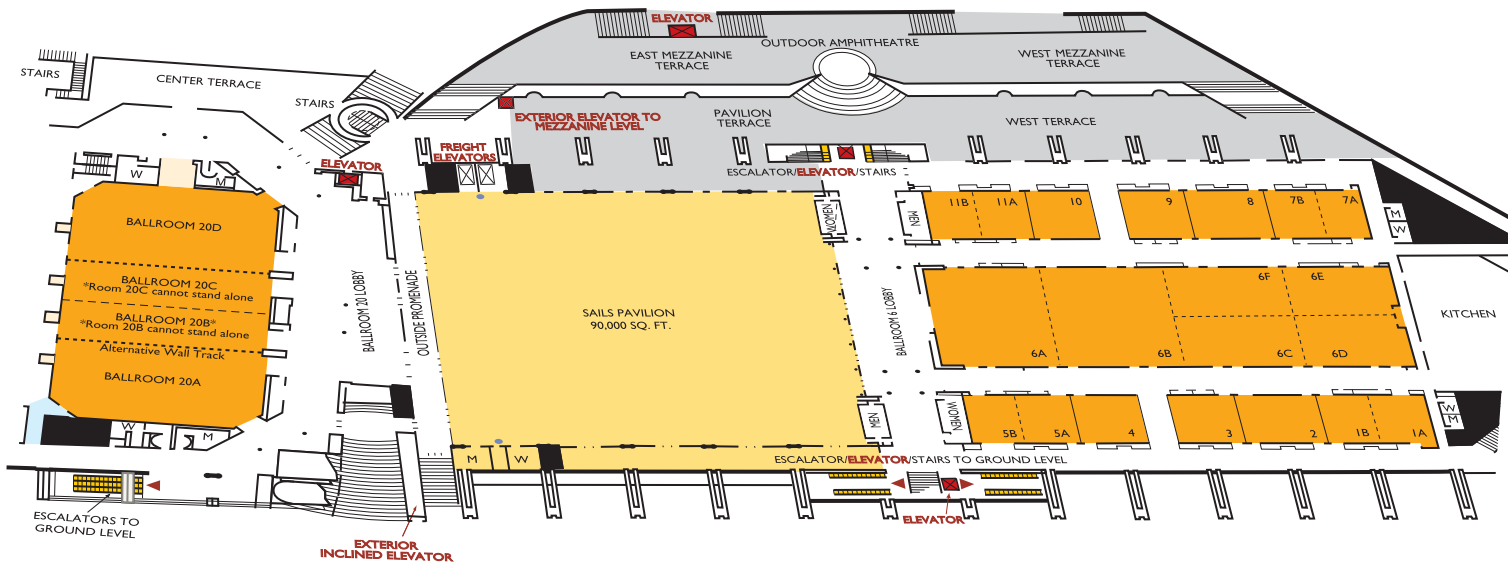 ELEVATOR
OUTDOOR AMPHITHEATRE
EAST MEZZANINE
TERRACE
WEST MEZZANINE
TERRACE
STAIRS
CENTER TERRACE
STAIRS
EXTERIOR ELEVATOR TO
MEZZANINE LEVEL
PAVILION
TERRACE
WEST TERRACE
FREIGHT
ELEVATORS
ELEVATOR
ESCALATOR/ELEVATOR/STAIRS
W
M
WOMEN
MEN
11B
11A
10
9
8
7B
7A
M
W
BALLROOM 20D
BALLROOM 20C
*Room 20C cannot stand alone
BALLROOM 20B*
*Room 20B cannot stand alone
Alternative Wall Track
BALLROOM 20A
BALLROOM 20 LOBBY
OUTSIDE PROMENADE
SAILS PAVILION
90,000 SQ. FT.
BALLROOM 6 LOBBY
6F
6E
6A
6B
6C
6D
KITCHEN
W
M
M
W
MEN
WOMEN
5B
5A
4
3
2
1B
1A
W
M
ESCALATOR/ELEVATOR/STAIRS TO GROUND LEVEL
ESCALATORS TO
GROUND LEVEL
EXTERIOR
INCLINED ELEVATOR
ELEVATOR